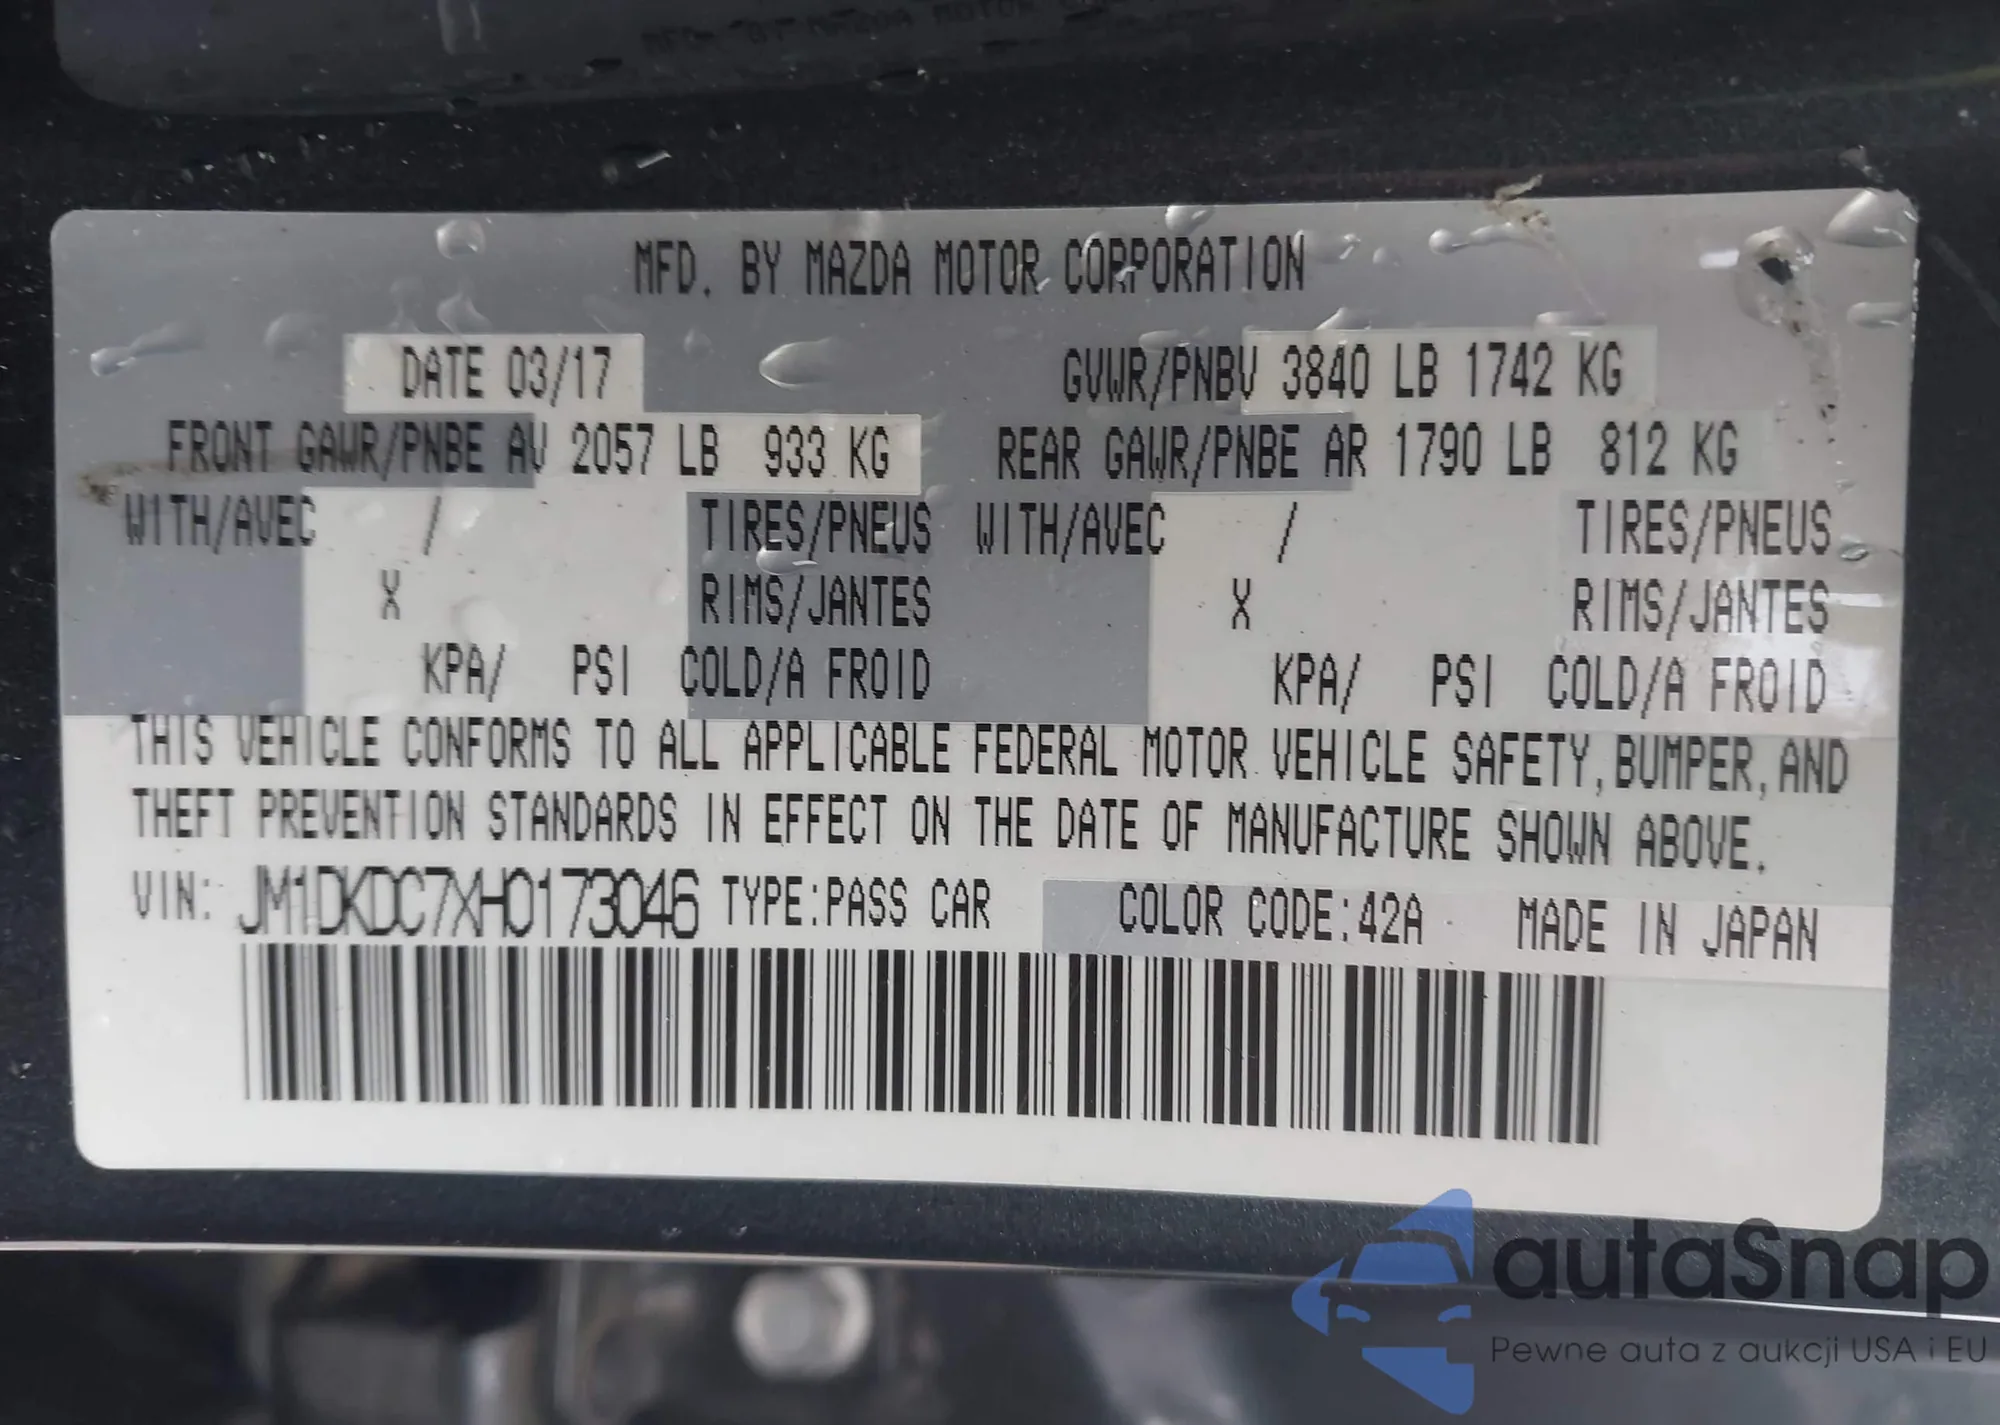 MFD. BY MAZDA MOTOR CORPORATION
DATE 03/17 GVWR/PNBV 3840 LB 1742 KG
FRONT GAWR/PNBE AV 2057 LB 933 KG REAR GAWR/PNBE AR 1790 LB 812 KG
WITH/AVEC / TIRES/PNEUS WITH/AVEC / TIRES/PNEUS
X RIMS/JANTES X RIMS/JANTES
KPA/ PSI COLD/A FROID KPA/ PSI COLD/A FROID
THIS VEHICLE CONFORMS TO ALL APPLICABLE FEDERAL MOTOR VEHICLE SAFETY, BUMPER, AND
THEFT PREVENTION STANDARDS IN EFFECT ON THE DATE OF MANUFACTURE SHOWN ABOVE.
VIN: JM1DKDC7XH0173046 TYPE:PASS CAR COLOR CODE:42A MADE IN JAPAN
autaSnap
Pewne auta z aukcji USA i EU